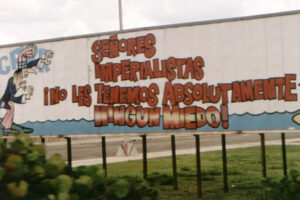 SEÑORES
IMPERIALISTAS
¡NO LES TENEMOS ABSOLUTAMENTE
NINGUN MIEDO!